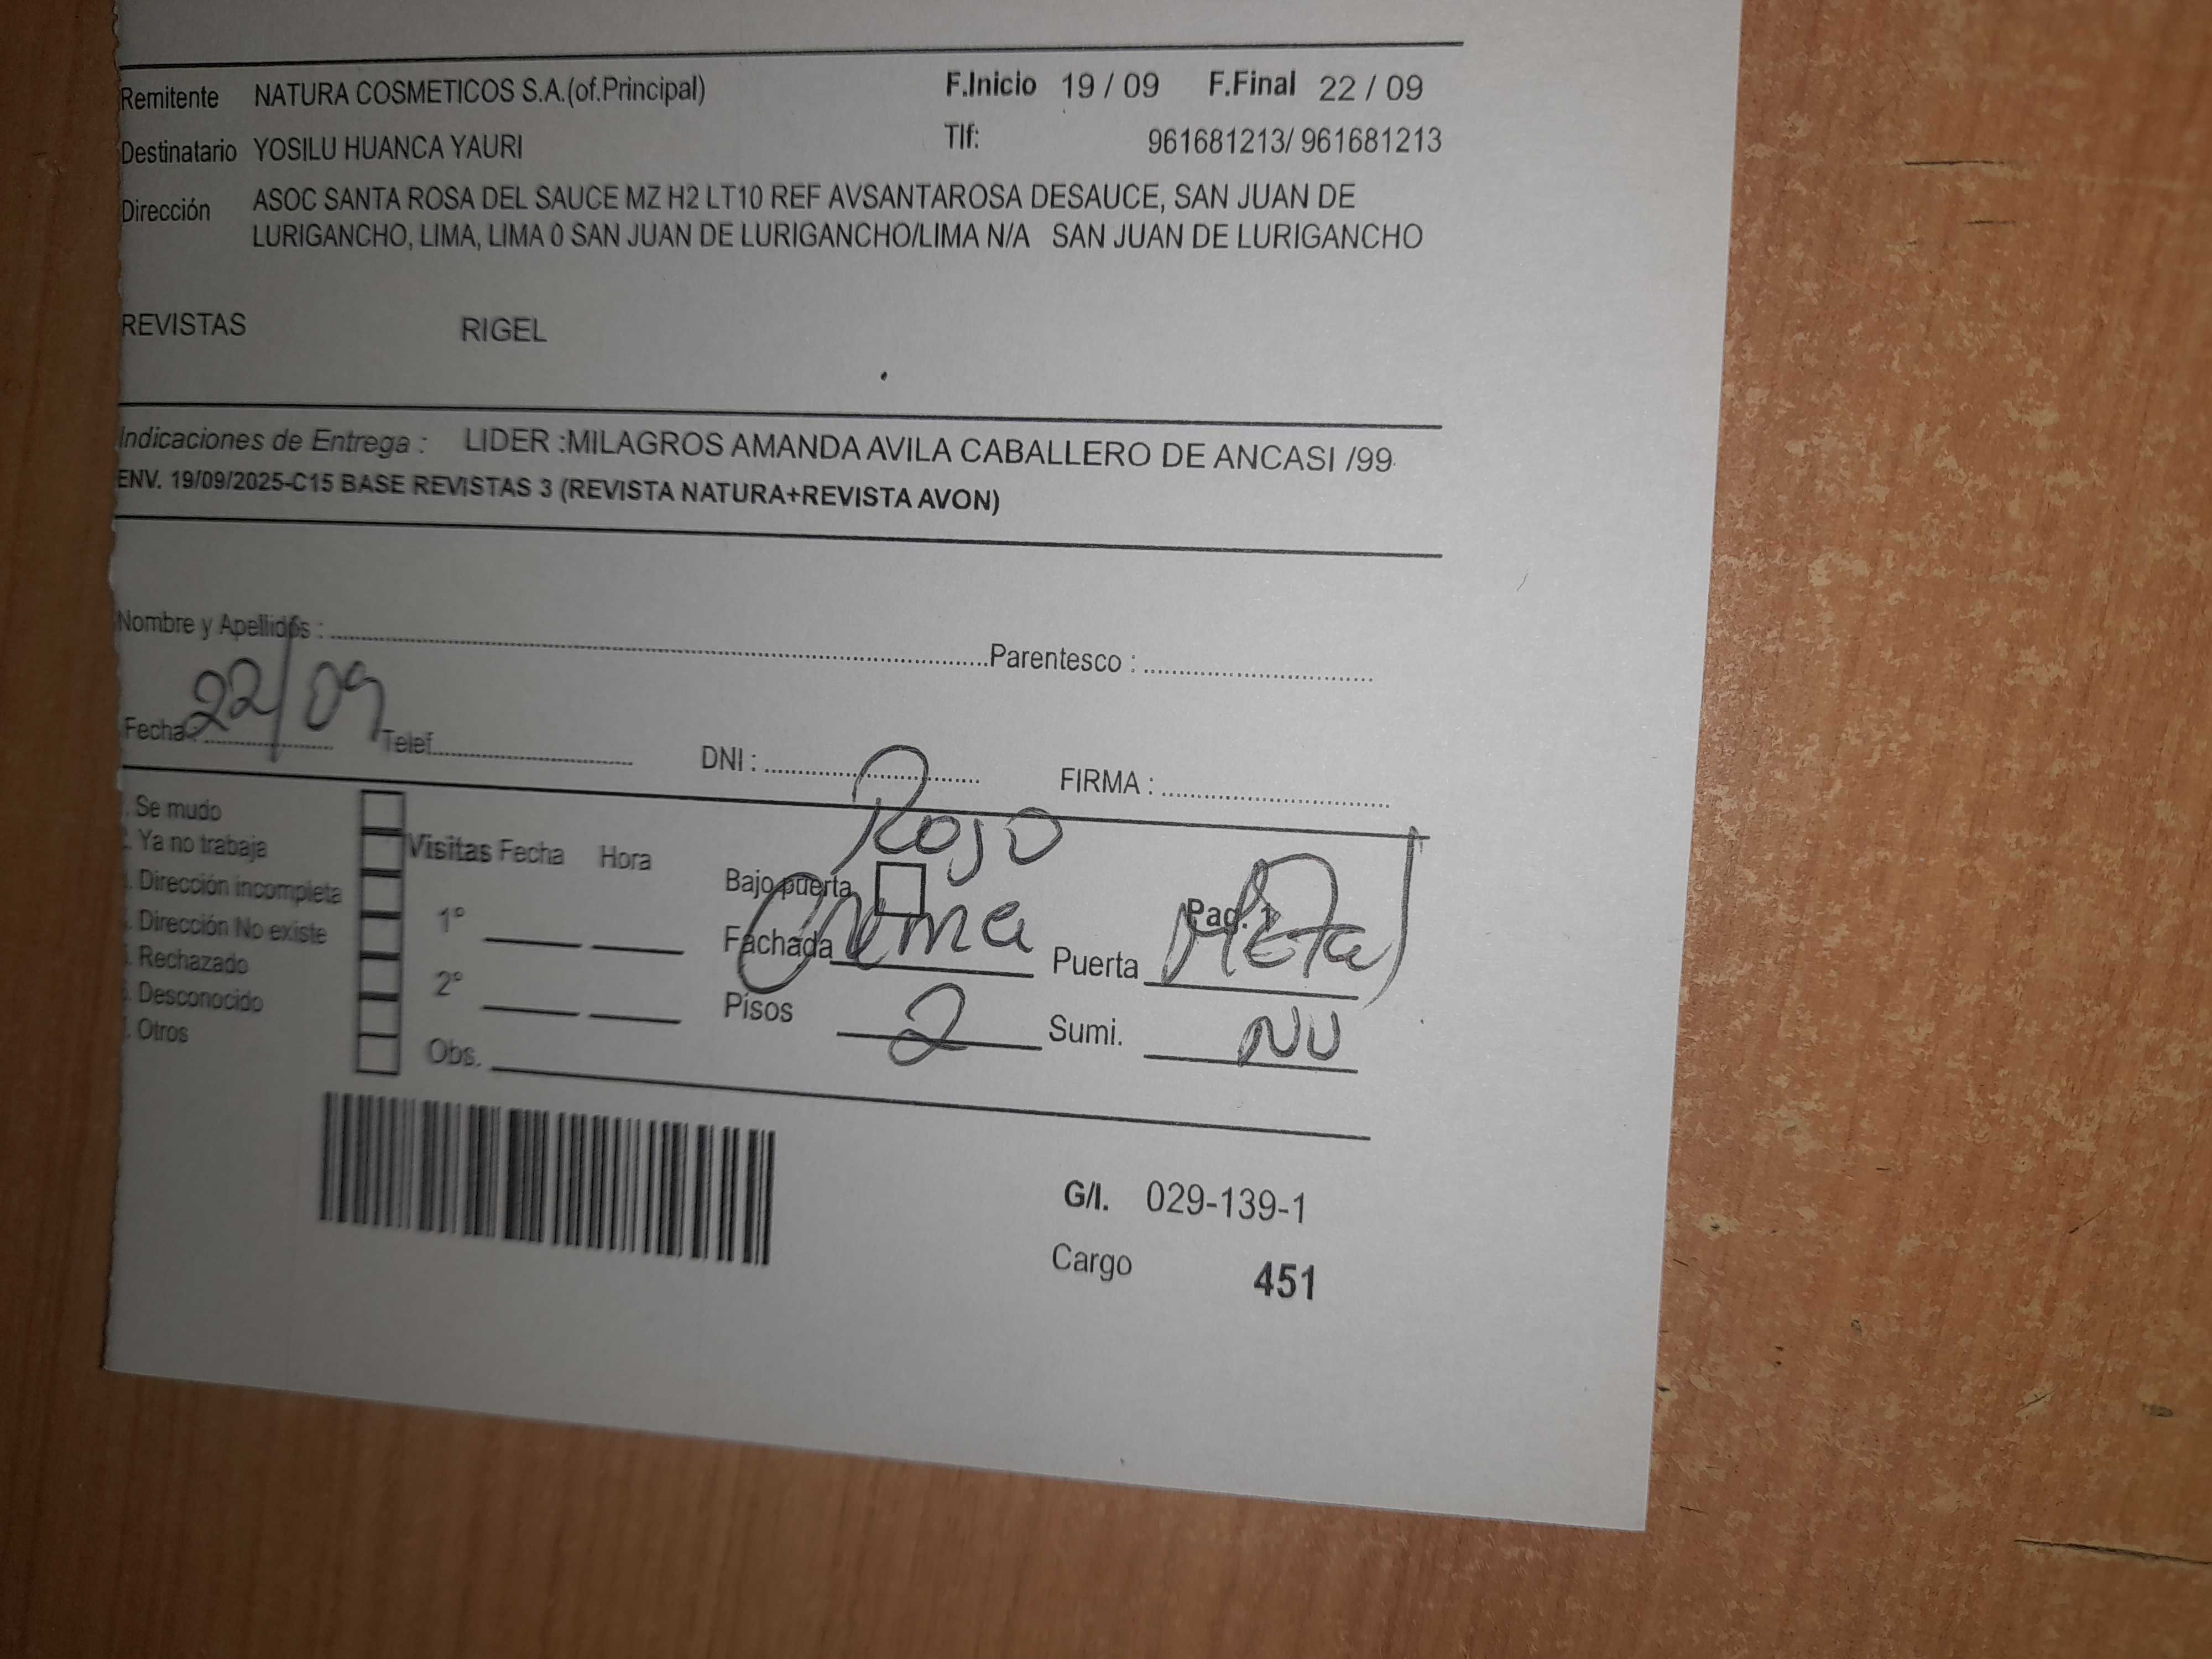 Remitente NATURA COSMETICOS S.A.(of.Principal) F.Inicio 19 / 09 F.Final 22 / 09
Destinatario YOSILU HUANCA YAURI Tlf: 961681213/ 961681213
Dirección ASOC SANTA ROSA DEL SAUCE MZ H2 LT10 REF AVSANTAROSA DESAUCE, SAN JUAN DE
LURIGANCHO, LIMA, LIMA 0 SAN JUAN DE LURIGANCHO/LIMA N/A SAN JUAN DE LURIGANCHO
REVISTAS RIGEL
Indicaciones de Entrega : LIDER :MILAGROS AMANDA AVILA CABALLERO DE ANCASI /99
ENV. 19/09/2025-C15 BASE REVISTAS 3 (REVISTA NATURA+REVISTA AVON)
Nombre y Apellidos : Parentesco :
Fecha : 22/09 Telef. DNI : FIRMA :
Rojo
. Se mudo
. Ya no trabaja Visitas Fecha Hora
. Dirección incompleta Bajo puerta Paq.
. Dirección No existe 1° Fachada Crema Puerta Metal
. Rechazado
. Desconocido 2° Pisos 2 Sumi. NU
. Otros Obs.
G/I. 029-139-1
Cargo 451